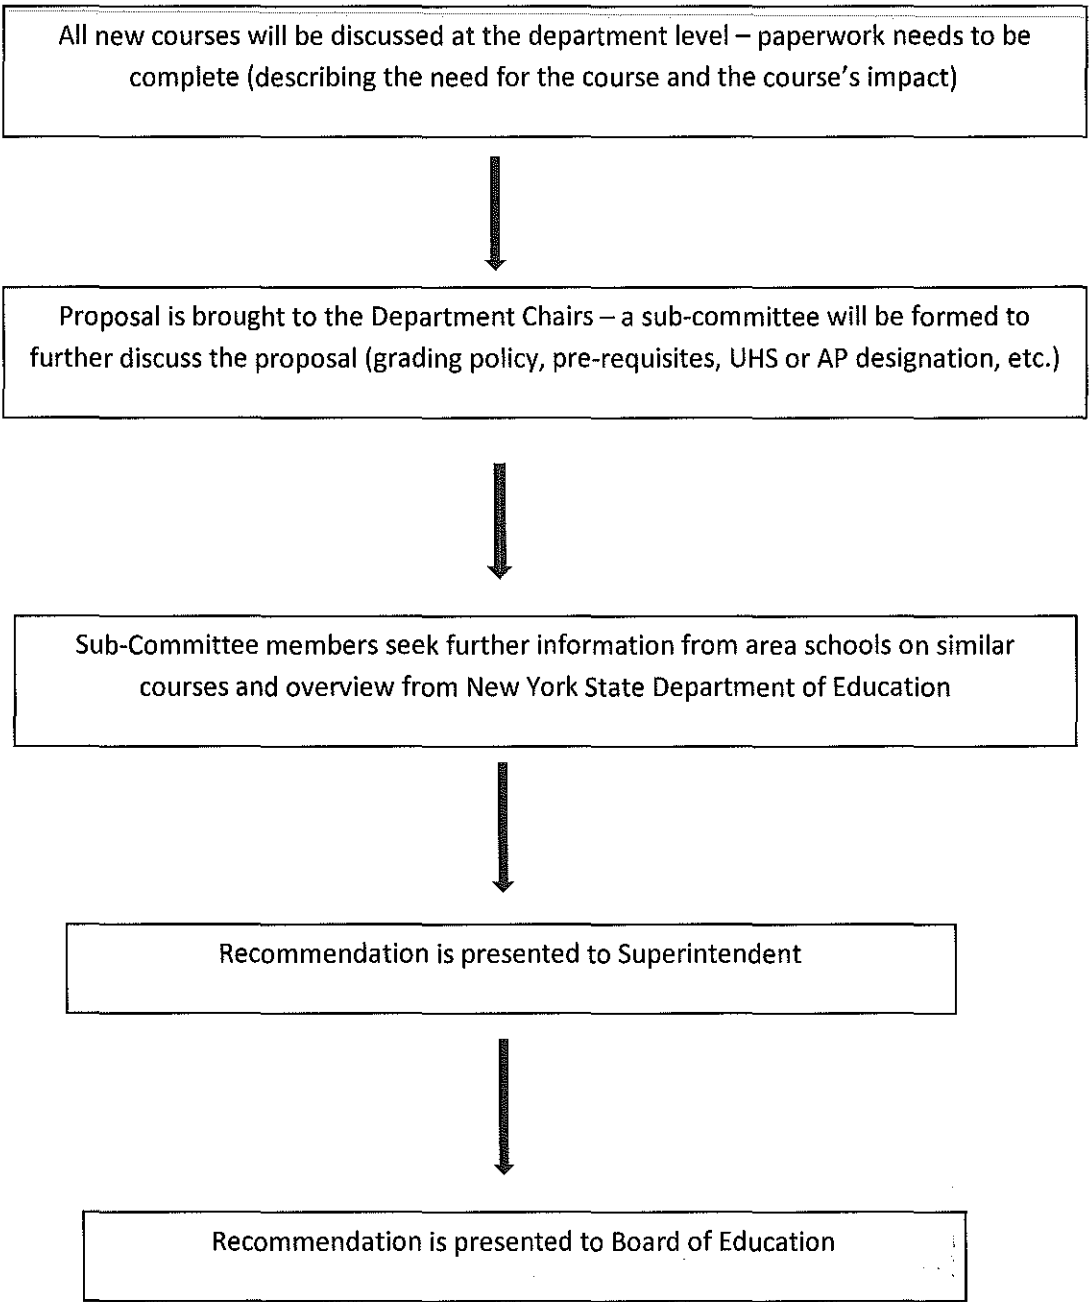 All new courses will be discussed at the department level – paperwork needs to be
complete (describing the need for the course and the course's impact)
Proposal is brought to the Department Chairs – a sub-committee will be formed to
further discuss the proposal (grading policy, pre-requisites, UHS or AP designation, etc.)
Sub-Committee members seek further information from area schools on similar
courses and overview from New York State Department of Education
Recommendation is presented to Superintendent
Recommendation is presented to Board of Education